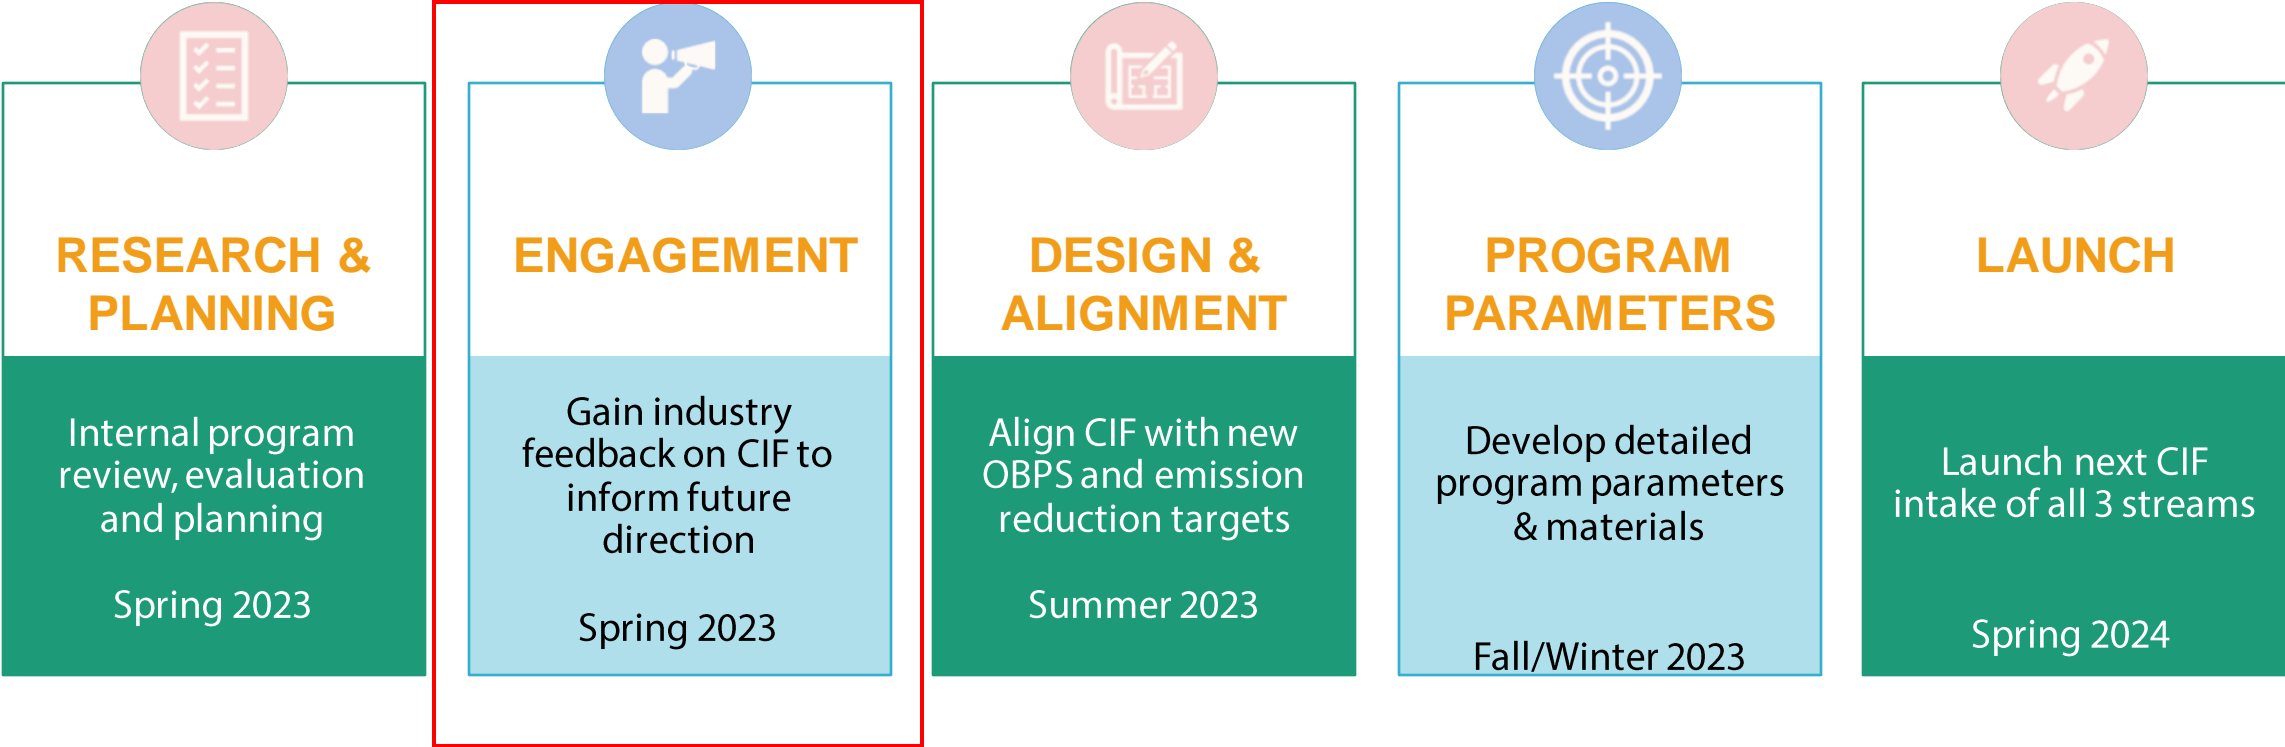 RESEARCH &
PLANNING
Internal program
review, evaluation
and planning
Spring 2023
ENGAGEMENT
Gain industry
feedback on CIF to
inform future
direction
Spring 2023
DESIGN &
ALIGNMENT
Align CIF with new
OBPS and emission
reduction targets
Summer 2023
PROGRAM
PARAMETERS
Develop detailed
program parameters
& materials
Fall/Winter 2023
LAUNCH
Launch next CIF
intake of all 3 streams
Spring 2024